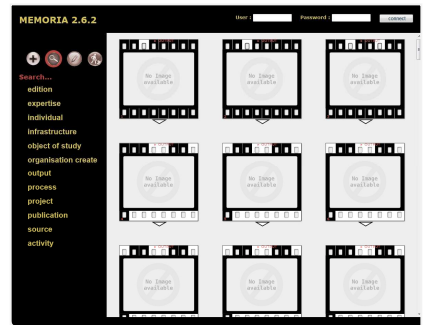 MEMORIA 2.6.2
User :
Password :
connect
Search...
edition
expertise
individual
infrastructure
object of study
organisation create
output
process
project
publication
source
activity
No Image
available
No Image
available
No Image
available
No Image
available
No Image
available
No Image
available
No Image
available
No Image
available
No Image
available